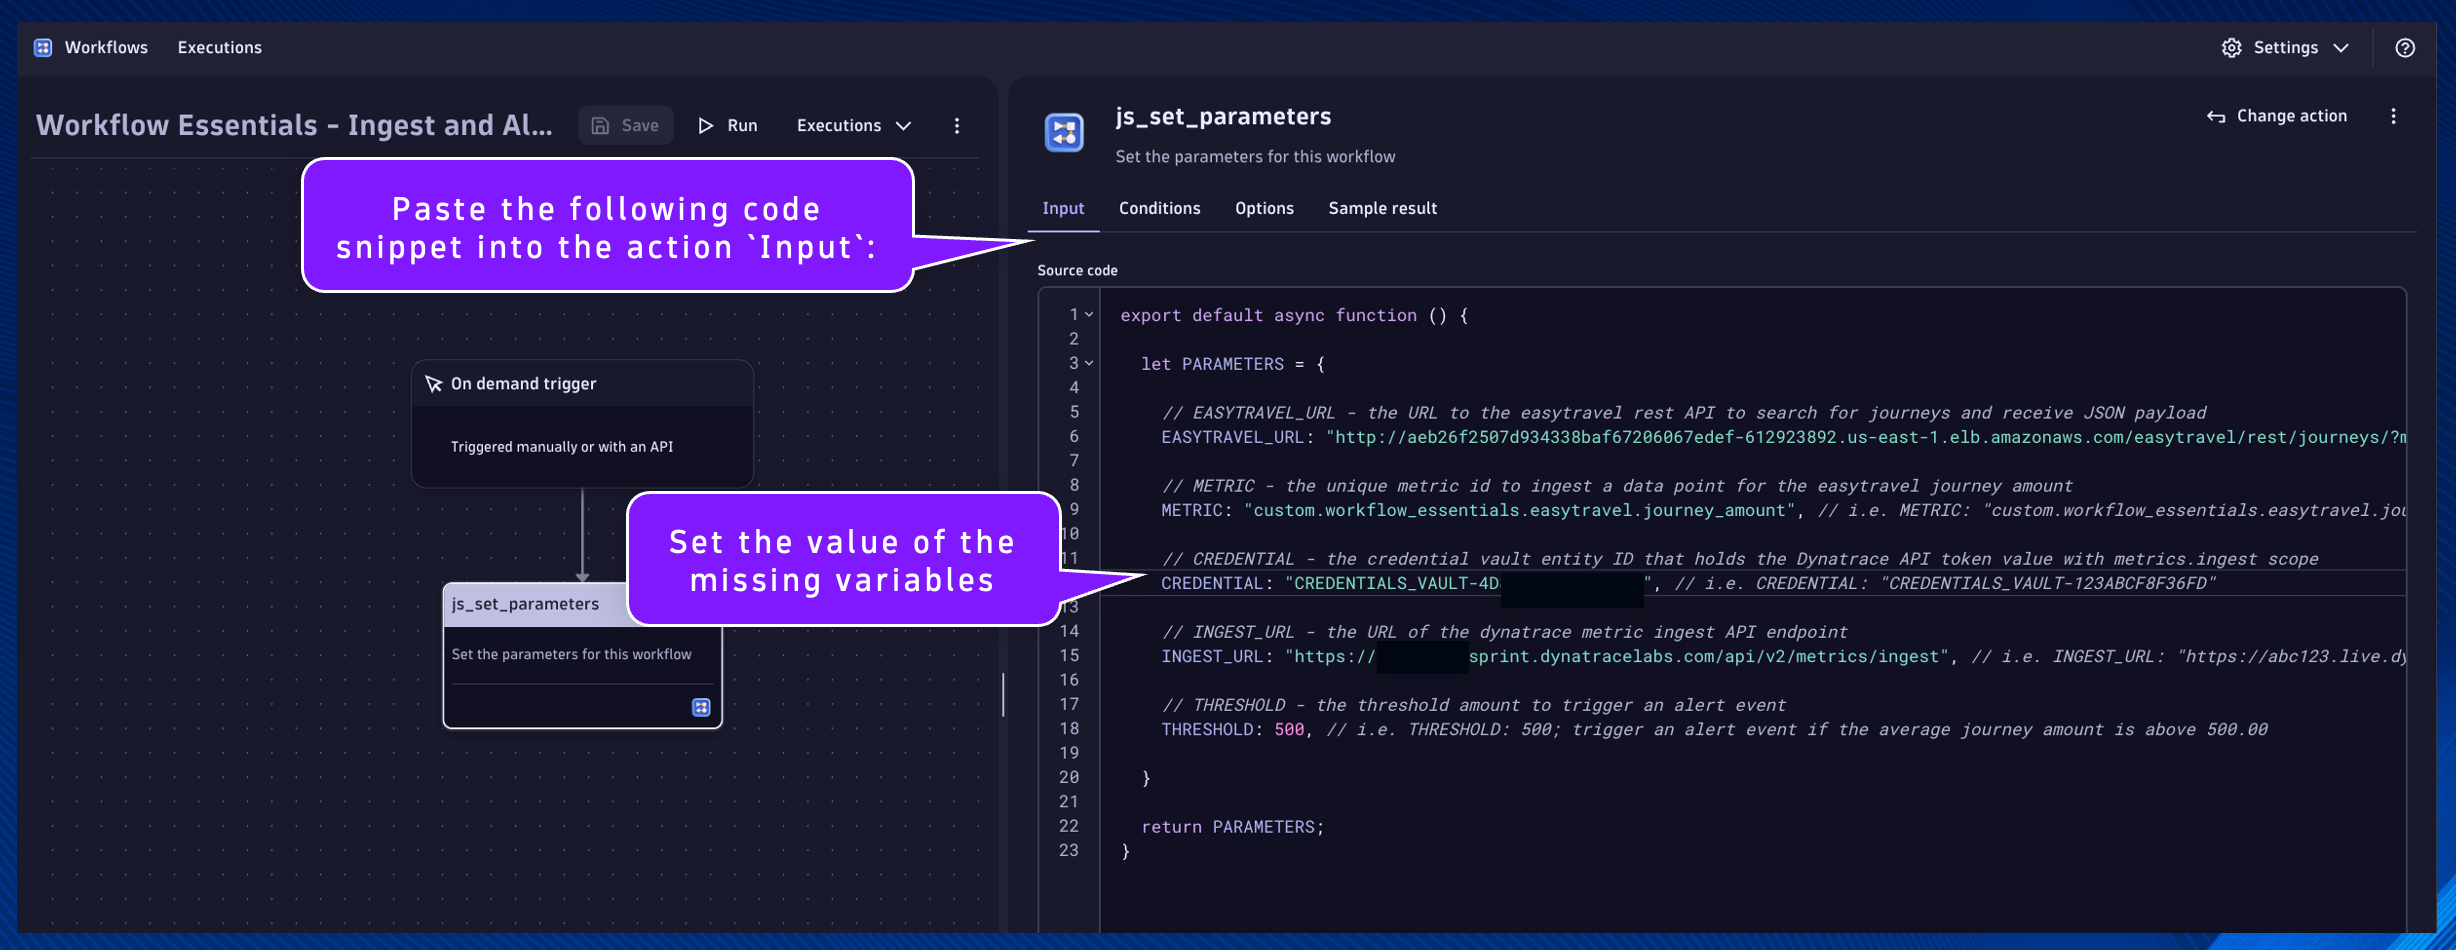 Workflows Executions Settings
Workflow Essentials - Ingest and Al... Save Run Executions
Paste the following code
snippet into the action `Input`:
On demand trigger
Triggered manually or with an API
Set the value of the
missing variables
js_set_parameters
Set the parameters for this workflow
js_set_parameters
Set the parameters for this workflow
Change action
Input Conditions Options Sample result
Source code
1 export default async function () {
2
3 let PARAMETERS = {
4
5 // EASYTRAVEL_URL - the URL to the easytravel rest API to search for journeys and receive JSON payload
6 EASYTRAVEL_URL: "http://aeb26f2507d934338baf67206067edef-612923892.us-east-1.elb.amazonaws.com/easytravel/rest/journeys/?
7
8 // METRIC - the unique metric id to ingest a data point for the easytravel journey amount
9 METRIC: "custom.workflow_essentials.easytravel.journey_amount", // i.e. METRIC: "custom.workflow_essentials.easytravel.jou
10
11 // CREDENTIAL - the credential vault entity ID that holds the Dynatrace API token value with metrics.ingest scope
CREDENTIAL: "CREDENTIALS_VAULT-4D ", // i.e. CREDENTIAL: "CREDENTIALS_VAULT-123ABCF8F36FD"
13
14 // INGEST_URL - the URL of the dynatrace metric ingest API endpoint
15 INGEST_URL: "https:// sprint.dynatracelabs.com/api/v2/metrics/ingest", // i.e. INGEST_URL: "https://abc123.live.dy
16
17 // THRESHOLD - the threshold amount to trigger an alert event
18 THRESHOLD: 500, // i.e. THRESHOLD: 500; trigger an alert event if the average journey amount is above 500.00
19
20 }
21
22 return PARAMETERS;
23 }